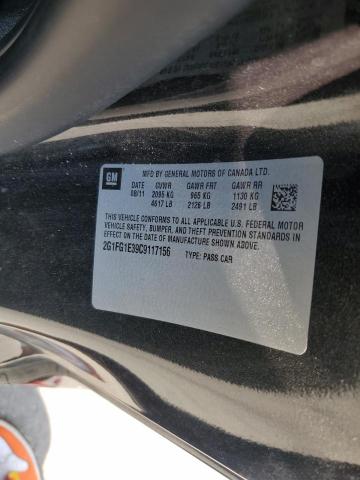 MFD BY GENERAL MOTORS OF CANADA LTD.
GM
DATE GVWR GAWR FRT GAWR RR
08/11 2095 KG 965 KG 1130 KG
4617 LB 2126 LB 2491 LB
THIS VEHICLE CONFORMS TO ALL APPLICABLE U.S. FEDERAL MOTOR
VEHICLE SAFETY, BUMPER, AND THEFT PREVENTION STANDARDS IN
EFFECT ON THE DATE OF MANUFACTURE SHOWN ABOVE.
2G1FG1E39C9117156 TYPE: PASS CAR